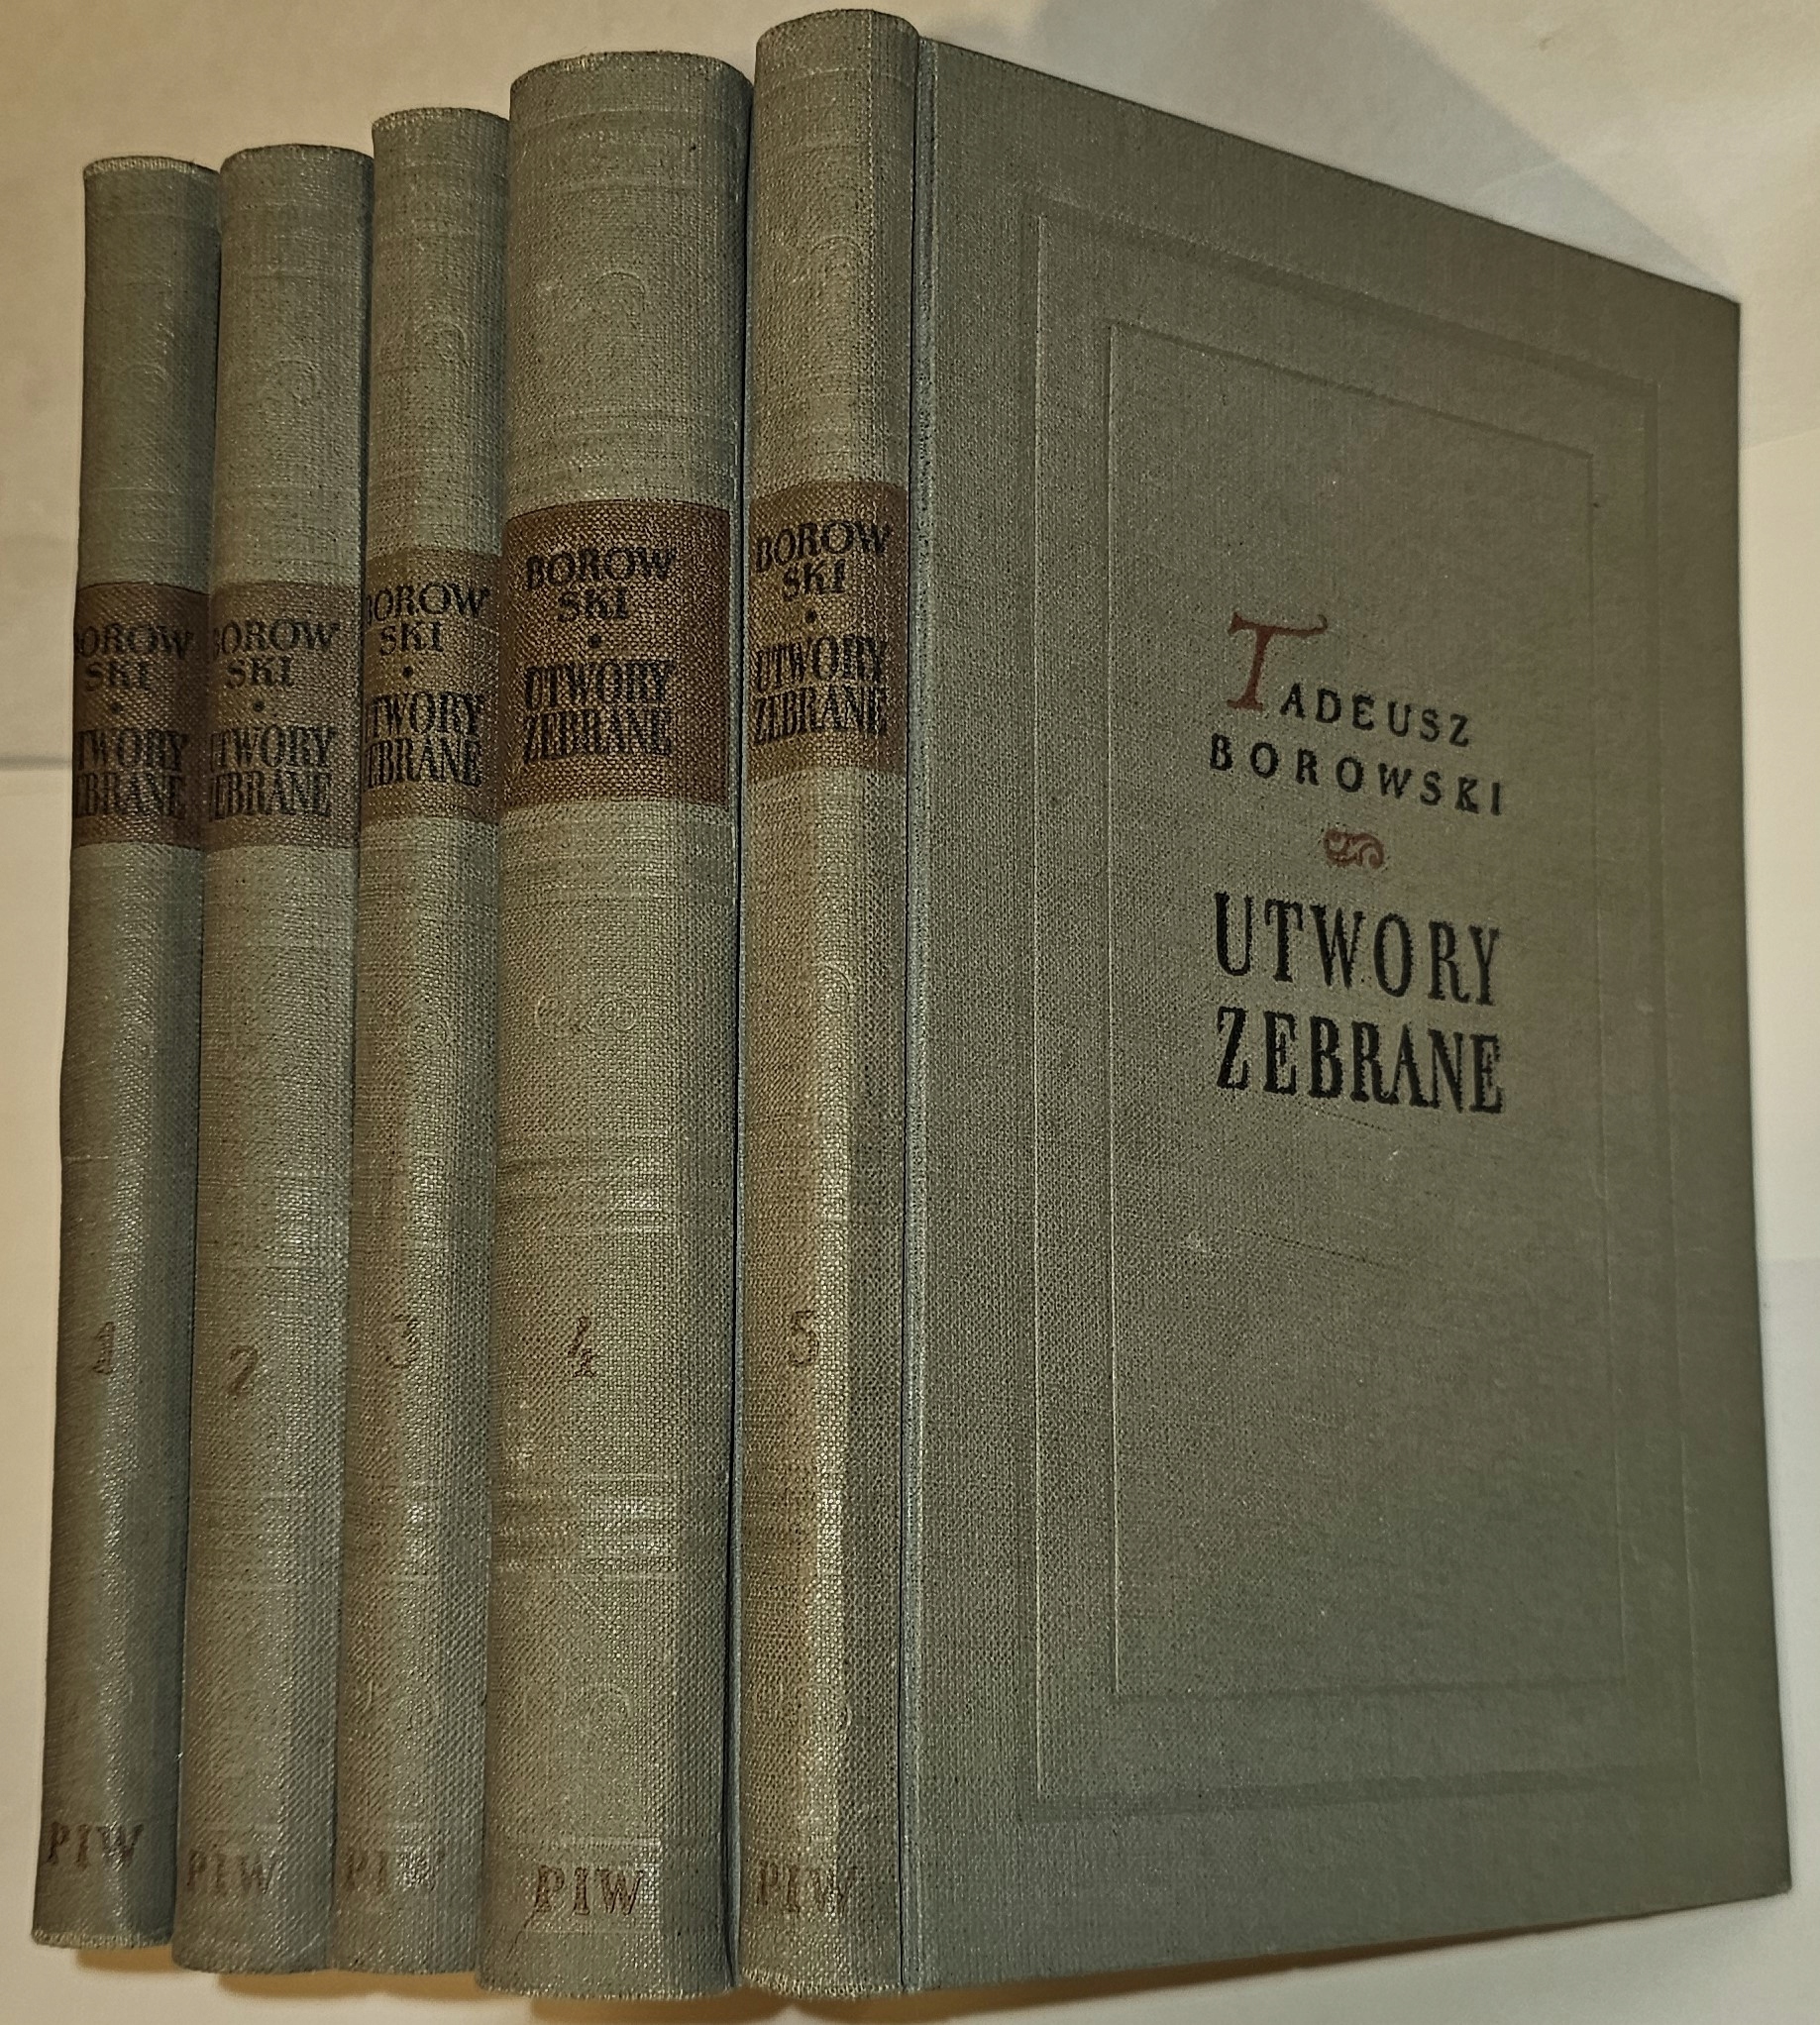 BOROW
SKI
•
UTWORY
ZEBRANE
1
PIW
BOROW
SKI
•
UTWORY
ZEBRANE
2
PIW
BOROW
SKI
•
UTWORY
ZEBRANE
3
PIW
BOROW
SKI
•
UTWORY
ZEBRANE
4
PIW
BOROW
SKI
•
UTWORY
ZEBRANE
5
PIW
TADEUSZ
BOROWSKI
UTWORY
ZEBRANE